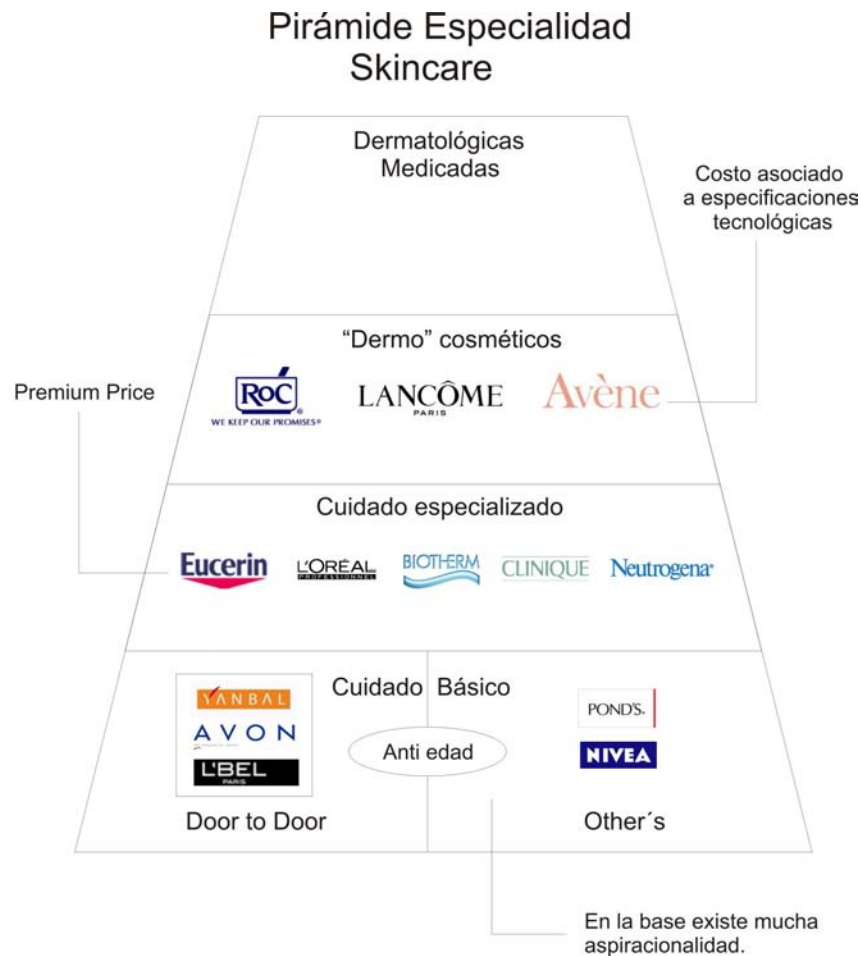 Pirámide Especialidad
Skincare
Dermatológicas
Medicadas
Costo asociado
a especificaciones
tecnológicas
“Dermo” cosméticos
Premium Price
RoC®
WE KEEP OUR PROMISES®
LANCÔME
PARIS
Avène
Cuidado especializado
Eucerin
L'ORÉAL
PROFESSIONNEL
BIOTHERM
CLINIQUE
Neutrogena®
Cuidado Básico
YANBAL
AVON
L'BEL
PARIS
Anti edad
POND'S®
NIVEA
Door to Door
Other´s
En la base existe mucha
aspiracionalidad.